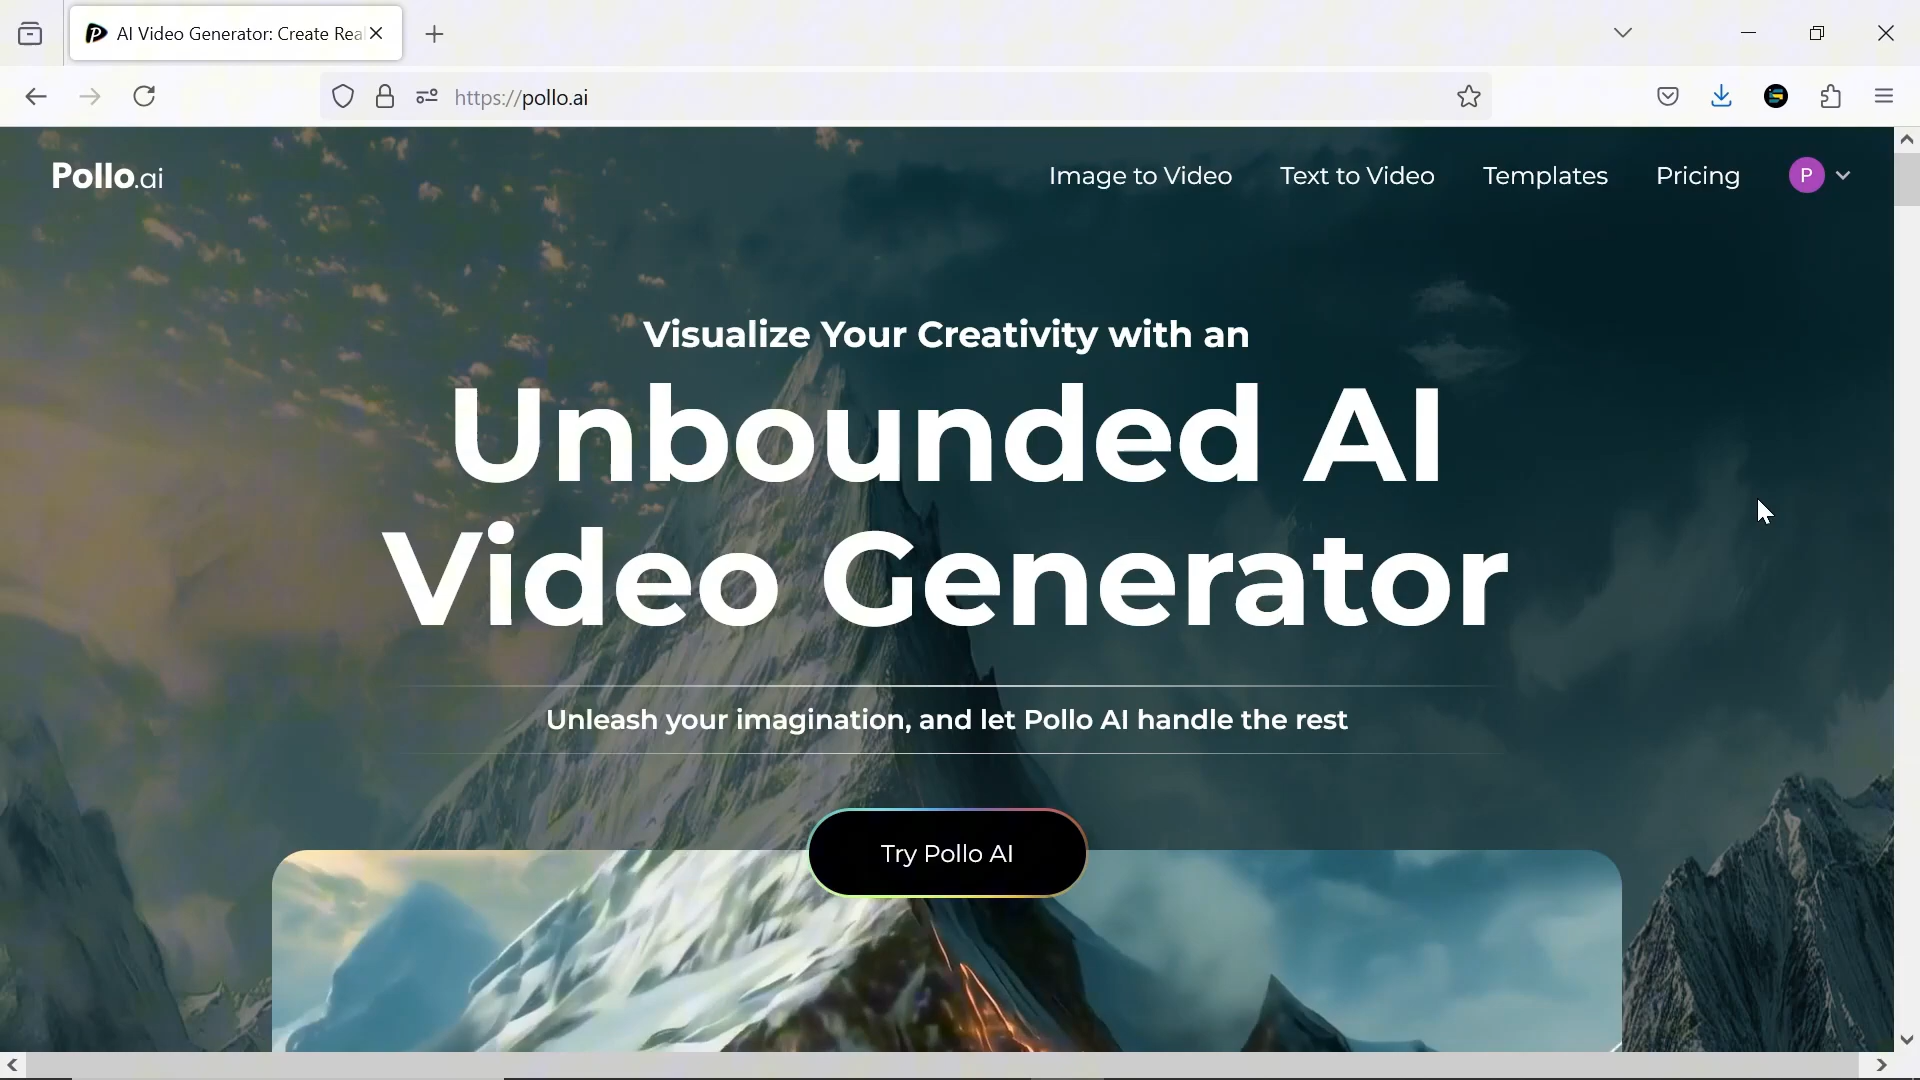 AI Video Generator: Create Rea
https://pollo.ai
Pollo.ai
Image to Video
Text to Video
Templates
Pricing
P
Visualize Your Creativity with an
Unbounded AI
Video Generator
Unleash your imagination, and let Pollo AI handle the rest
Try Pollo AI